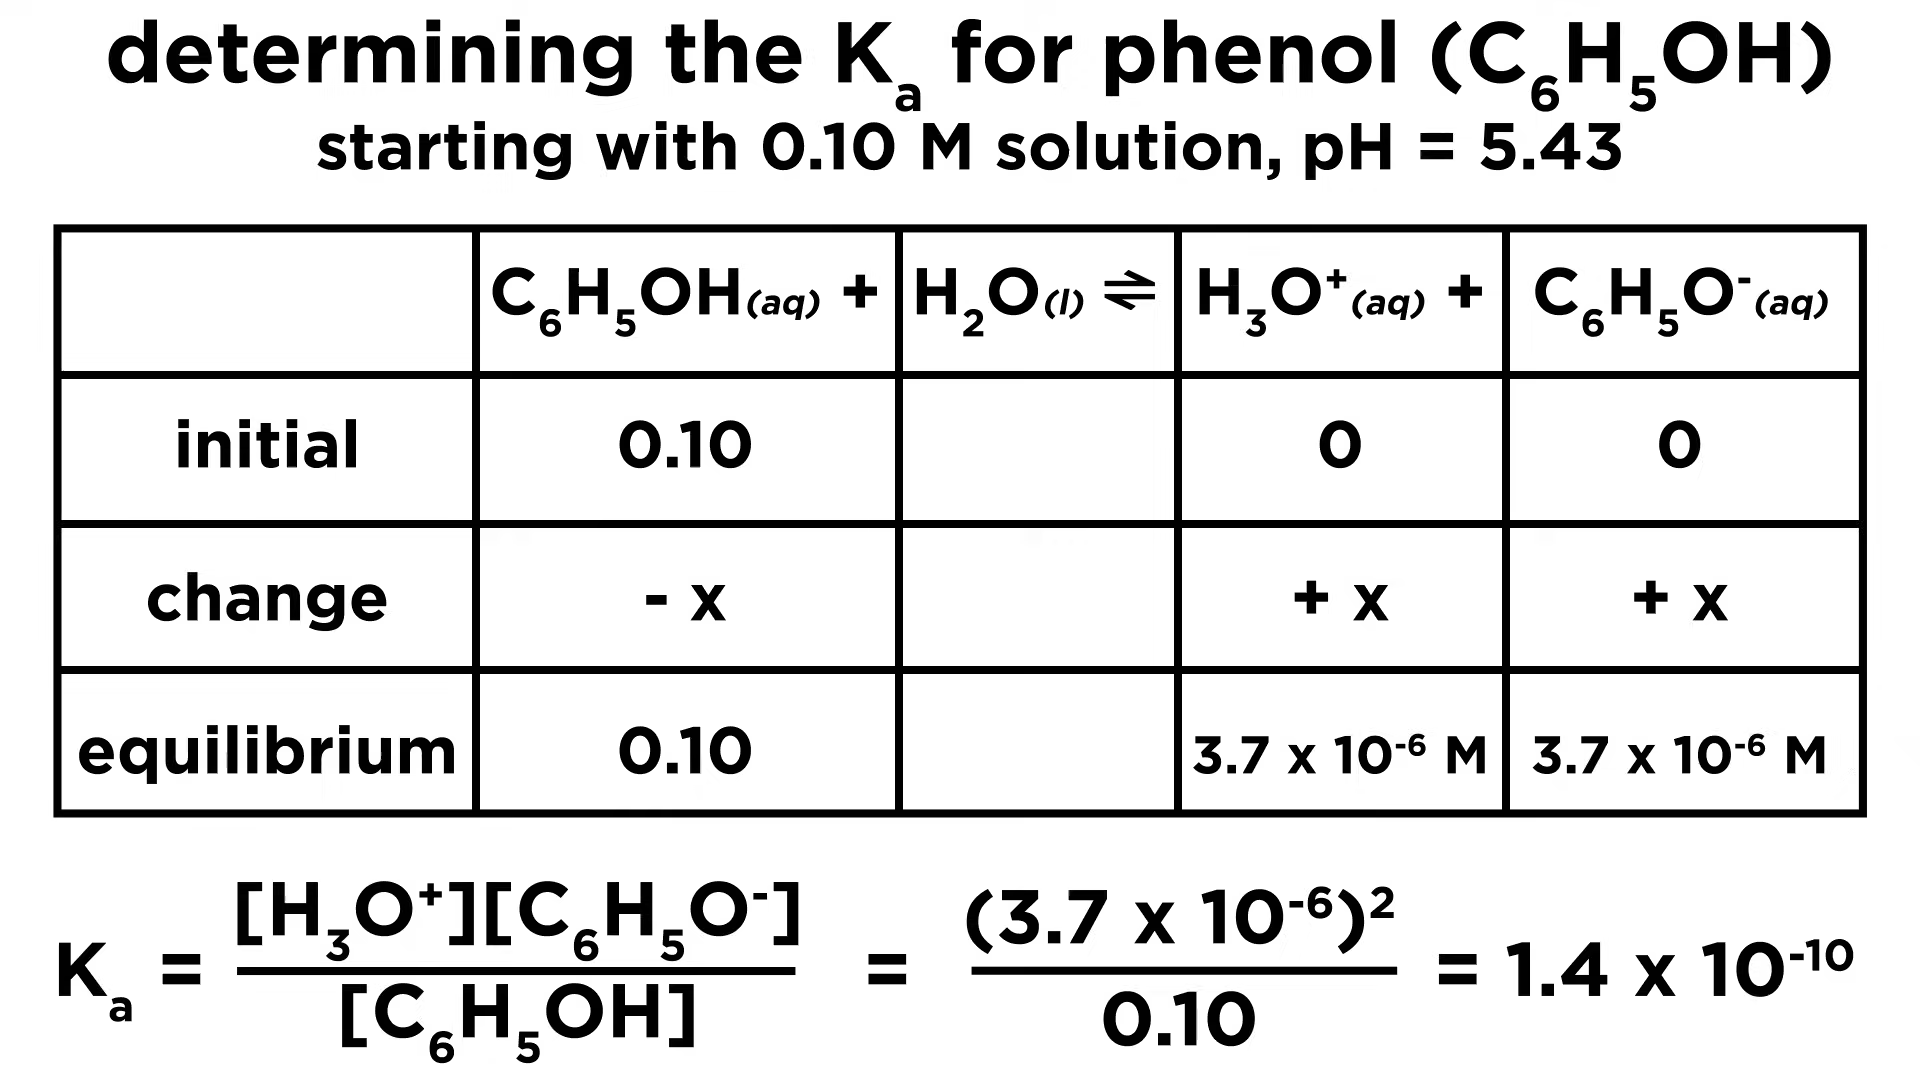 determining the Kₐ for phenol (C₆H₅OH)
starting with 0.10 M solution, pH = 5.43
C₆H₅OH(aq) + H₂O(l) ⇌ H₃O⁺(aq) + C₆H₅O⁻(aq)
initial 0.10 0 0
change - x + x + x
equilibrium 0.10 3.7 x 10⁻⁶ M 3.7 x 10⁻⁶ M
Kₐ = [H₃O⁺][C₆H₅O⁻] / [C₆H₅OH] = (3.7 x 10⁻⁶)² / 0.10 = 1.4 x 10⁻¹⁰